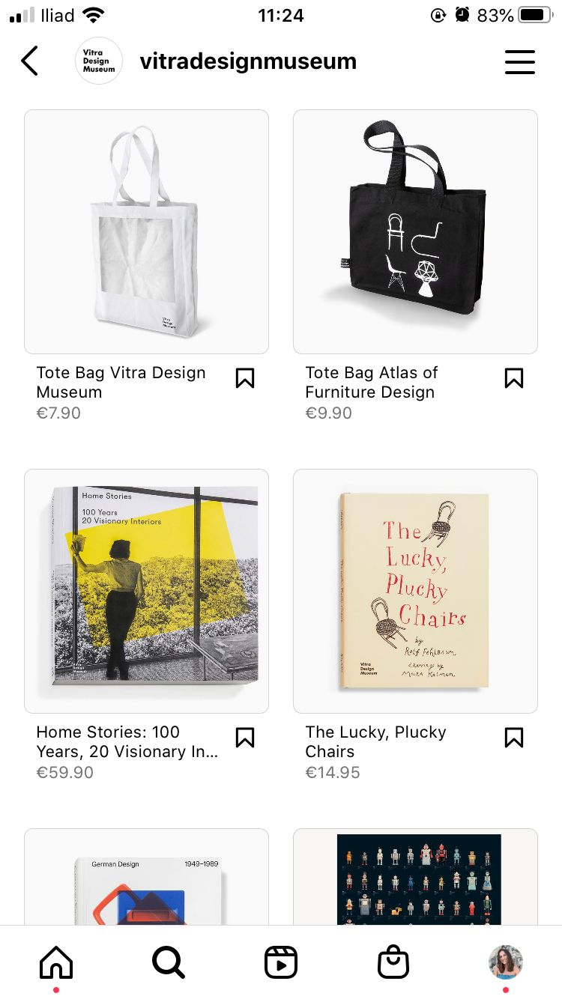 Iliad
11:24
83%
Vitra
Design
Museum
vitradesignmuseum
Vitra
Design
Museum
Tote Bag Vitra Design
Museum
€7.90
Tote Bag Atlas of
Furniture Design
€9.90
Home Stories
100 Years
20 Visionary Interiors
Vitra
Design
Museum
Home Stories: 100
Years, 20 Visionary In...
€59.90
The
Lucky,
Plucky
Chairs
by
Rolf Fehlbaum
drawings by
Maira Kalman
Vitra
Design
Museum
The Lucky, Plucky
Chairs
€14.95
German Design
1949–1989